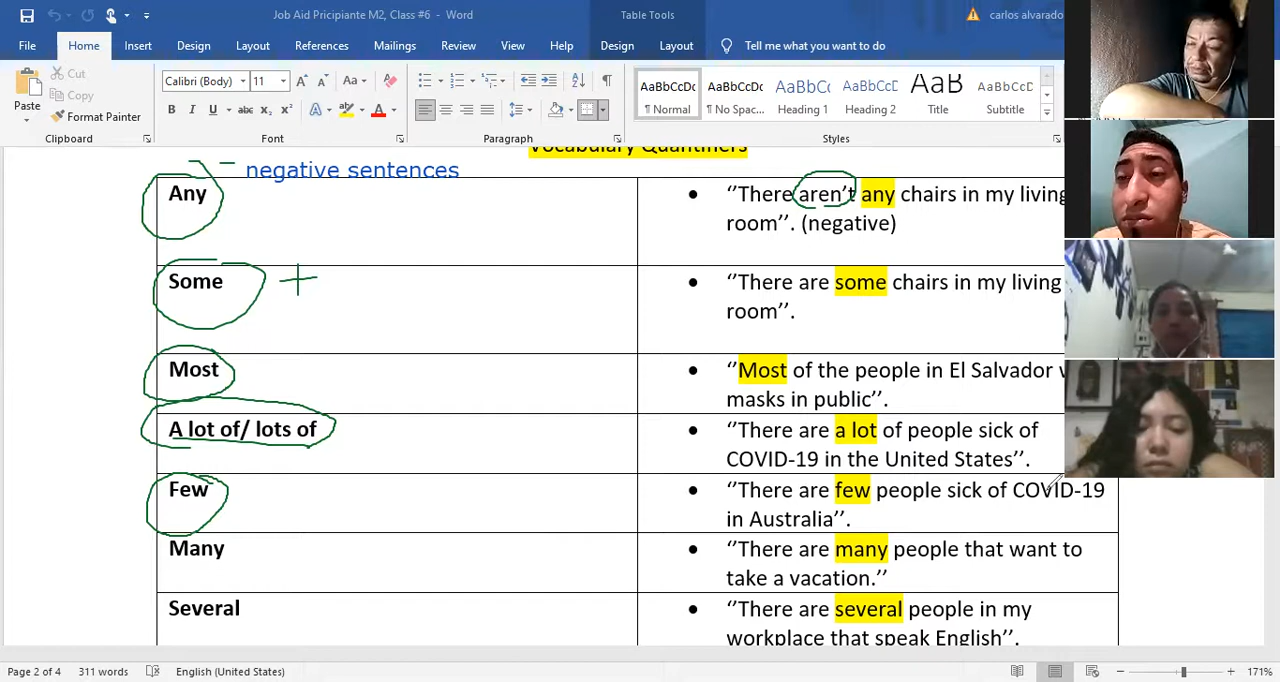 Job Aid Pricipiante M2, Class #6 - Word
Table Tools
carlos alvarado
File Home Insert Design Layout References Mailings Review View Help Design Layout Tell me what you want to do
Paste
Cut
Copy
Format Painter
Calibri (Body) 11
AaBbCcDc AaBbCcDc AaBbC AaBbCcD AaB AaBbCcD
¶ Normal ¶ No Spac... Heading 1 Heading 2 Title Subtitle
Clipboard Font Paragraph Styles
Vocabulary Quantifiers
negative sentences
Any
• ‘’There aren’t any chairs in my living
room’’. (negative)
Some +
• ‘’There are some chairs in my living
room’’.
Most
• ‘’Most of the people in El Salvador
masks in public’’.
A lot of/ lots of
• ‘’There are a lot of people sick of
COVID-19 in the United States’’.
Few
• ‘’There are few people sick of COVID-19
in Australia’’.
Many
• ‘’There are many people that want to
take a vacation.’’
Several
• ‘’There are several people in my
workplace that speak English’’.
Page 2 of 4 311 words English (United States) 171%